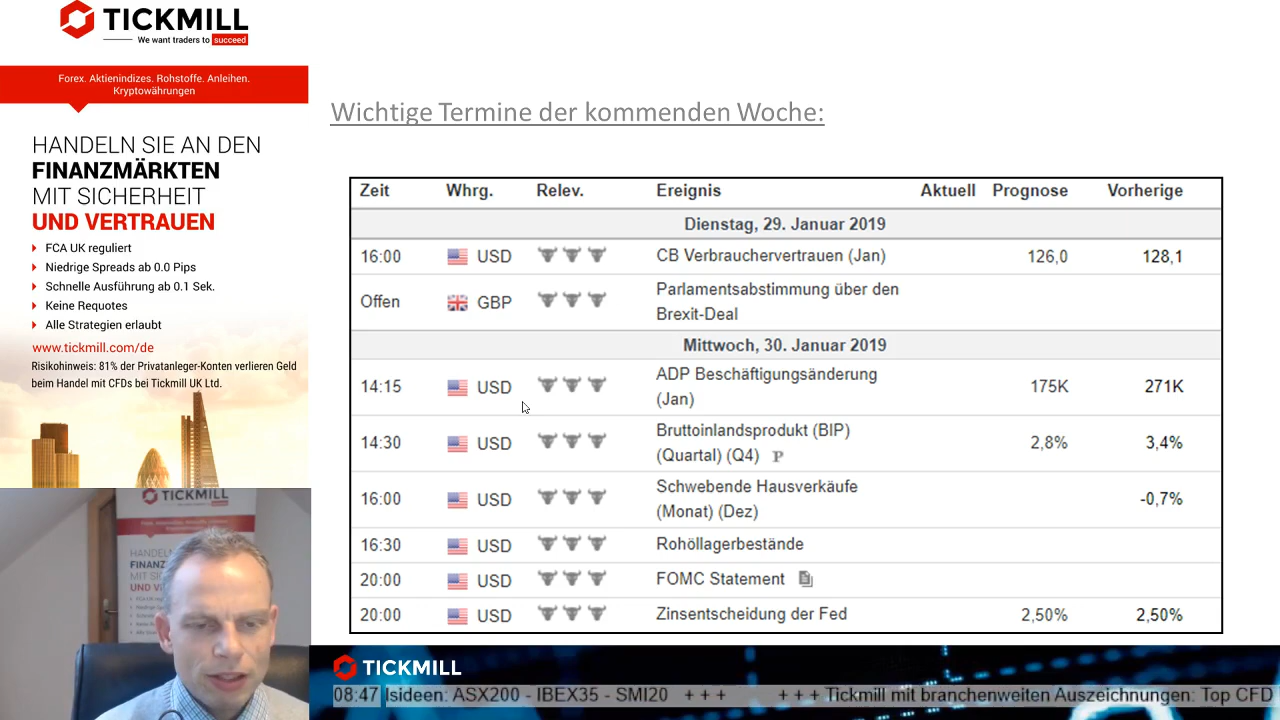 TICKMILL
We want traders to succeed
Forex. Aktienindizes. Rohstoffe. Anleihen.
Kryptowährungen
HANDELN SIE AN DEN
FINANZMÄRKTEN
MIT SICHERHEIT
UND VERTRAUEN
FCA UK reguliert
Niedrige Spreads ab 0.0 Pips
Schnelle Ausführung ab 0.1 Sek.
Keine Requotes
Alle Strategien erlaubt
www.tickmill.com/de
Risikohinweis: 81% der Privatanleger-Konten verlieren Geld
beim Handel mit CFDs bei Tickmill UK Ltd.
Wichtige Termine der kommenden Woche:
Zeit Whrg. Relev. Ereignis Aktuell Prognose Vorherige
Dienstag, 29. Januar 2019
16:00 USD CB Verbrauchervertrauen (Jan) 126,0 128,1
Offen GBP Parlamentsabstimmung über den
Brexit-Deal
Mittwoch, 30. Januar 2019
14:15 USD ADP Beschäftigungsänderung
(Jan) 175K 271K
14:30 USD Bruttoinlandsprodukt (BIP)
(Quartal) (Q4) P 2,8% 3,4%
16:00 USD Schwebende Hausverkäufe
(Monat) (Dez) -0,7%
16:30 USD Rohöllagerbestände
20:00 USD FOMC Statement
20:00 USD Zinsentscheidung der Fed 2,50% 2,50%
TICKMILL
HANDEL
FINANZ
MIT SI
TICKMILL
08:47 lsideen: ASX200 - IBEX35 - SMI20 + + + + + + Tickmill mit branchenweiten Auszeichnungen: Top CFD